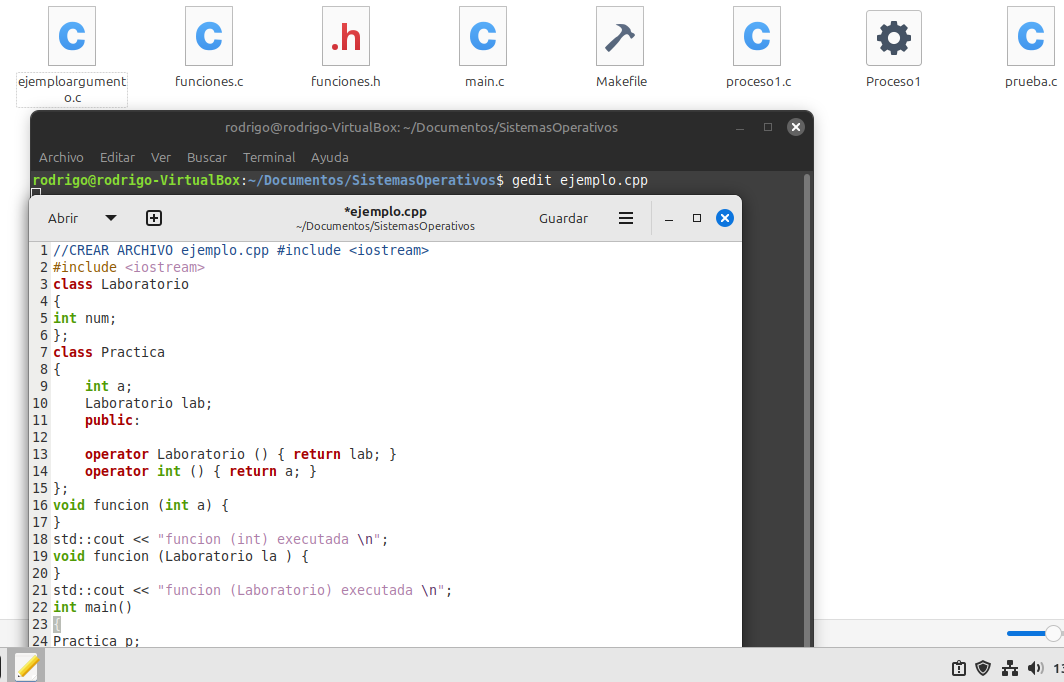 C
C
.h
C
C
C
ejemploargument
o.c
funciones.c
funciones.h
main.c
Makefile
proceso1.c
Proceso1
prueba.c
rodrigo@rodrigo-VirtualBox: ~/Documentos/SistemasOperativos
Archivo Editar Ver Buscar Terminal Ayuda
rodrigo@rodrigo-VirtualBox:~/Documentos/SistemasOperativos$ gedit ejemplo.cpp
Abrir
*ejemplo.cpp
~/Documentos/SistemasOperativos
Guardar
1 //CREAR ARCHIVO ejemplo.cpp #include <iostream>
2 #include <iostream>
3 class Laboratorio
4 {
5 int num;
6 };
7 class Practica
8 {
9     int a;
10     Laboratorio lab;
11     public:
12
13     operator Laboratorio () { return lab; }
14     operator int () { return a; }
15 };
16 void funcion (int a) {
17 }
18 std::cout << "funcion (int) executada \n";
19 void funcion (Laboratorio la ) {
20 }
21 std::cout << "funcion (Laboratorio) executada \n";
22 int main()
23 {
24 Practica p;